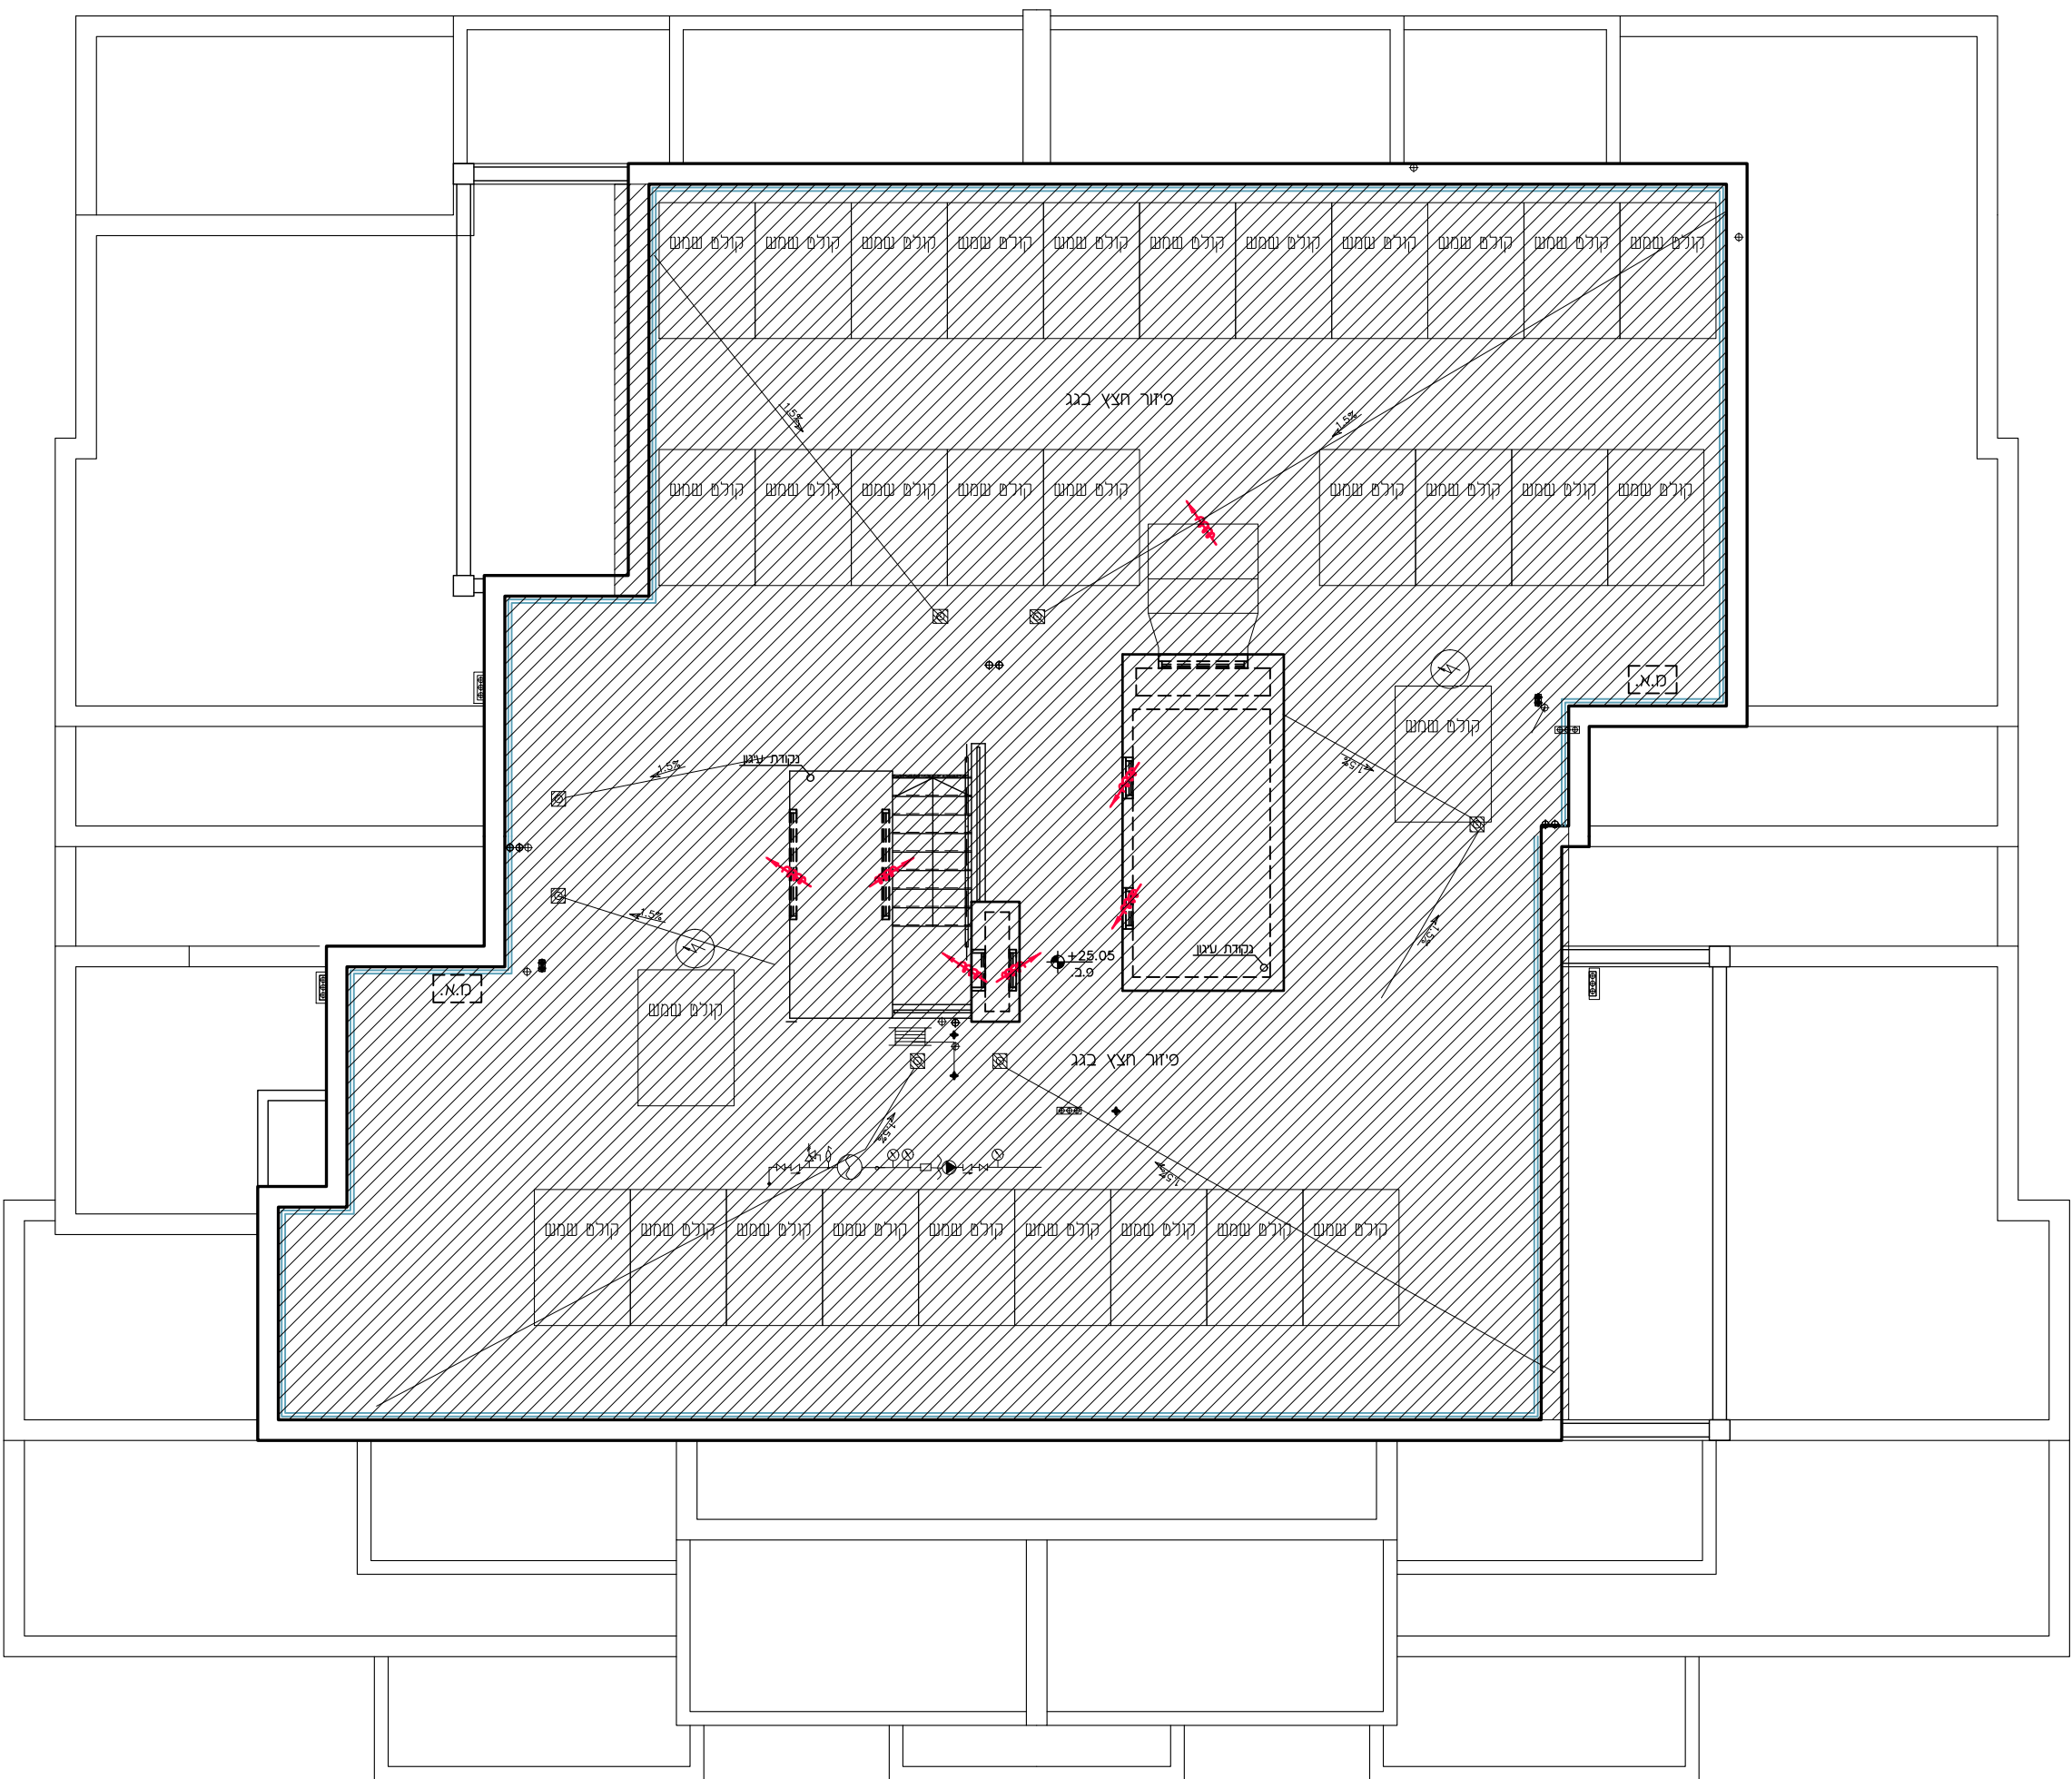 קולט שמש קולט שמש קולט שמש קולט שמש קולט שמש קולט שמש קולט שמש קולט שמש קולט שמש קולט שמש קולט שמש
פיזור חצץ בגג
1.5%
1.5%
קולט שמש קולט שמש קולט שמש קולט שמש קולט שמש
קולט שמש קולט שמש קולט שמש קולט שמש
מ.א.
קולט שמש
נקודת עיגון
1.5%
1.5%
1.5%
1.5%
נקודת עיגון
+25.05
פ.ב.
מ.א.
קולט שמש
פיזור חצץ בגג
1.5%
1.5%
קולט שמש קולט שמש קולט שמש קולט שמש קולט שמש קולט שמש קולט שמש קולט שמש קולט שמש